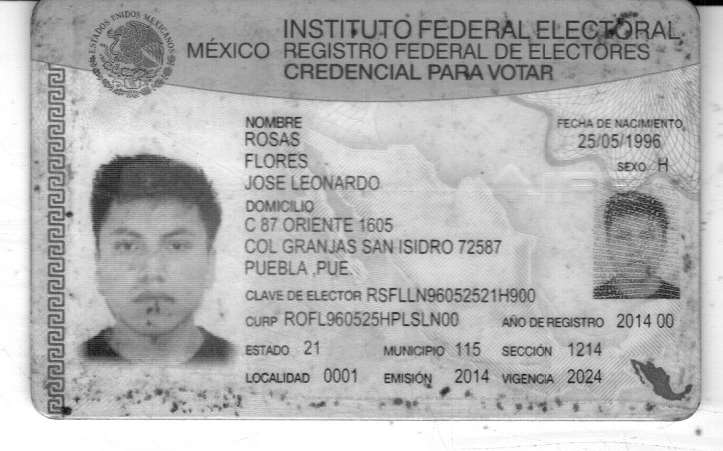 ESTADOS UNIDOS MEXICANOS
MÉXICO
INSTITUTO FEDERAL ELECTORAL
REGISTRO FEDERAL DE ELECTORES
CREDENCIAL PARA VOTAR
NOMBRE
ROSAS
FLORES
JOSE LEONARDO
FECHA DE NACIMIENTO
25/05/1996
SEXO H
DOMICILIO
C 87 ORIENTE 1605
COL GRANJAS SAN ISIDRO 72587
PUEBLA ,PUE.
CLAVE DE ELECTOR RSFLLN96052521H900
CURP ROFL960525HPLSLN00 AÑO DE REGISTRO 2014 00
ESTADO 21 MUNICIPIO 115 SECCIÓN 1214
LOCALIDAD 0001 EMISIÓN 2014 VIGENCIA 2024